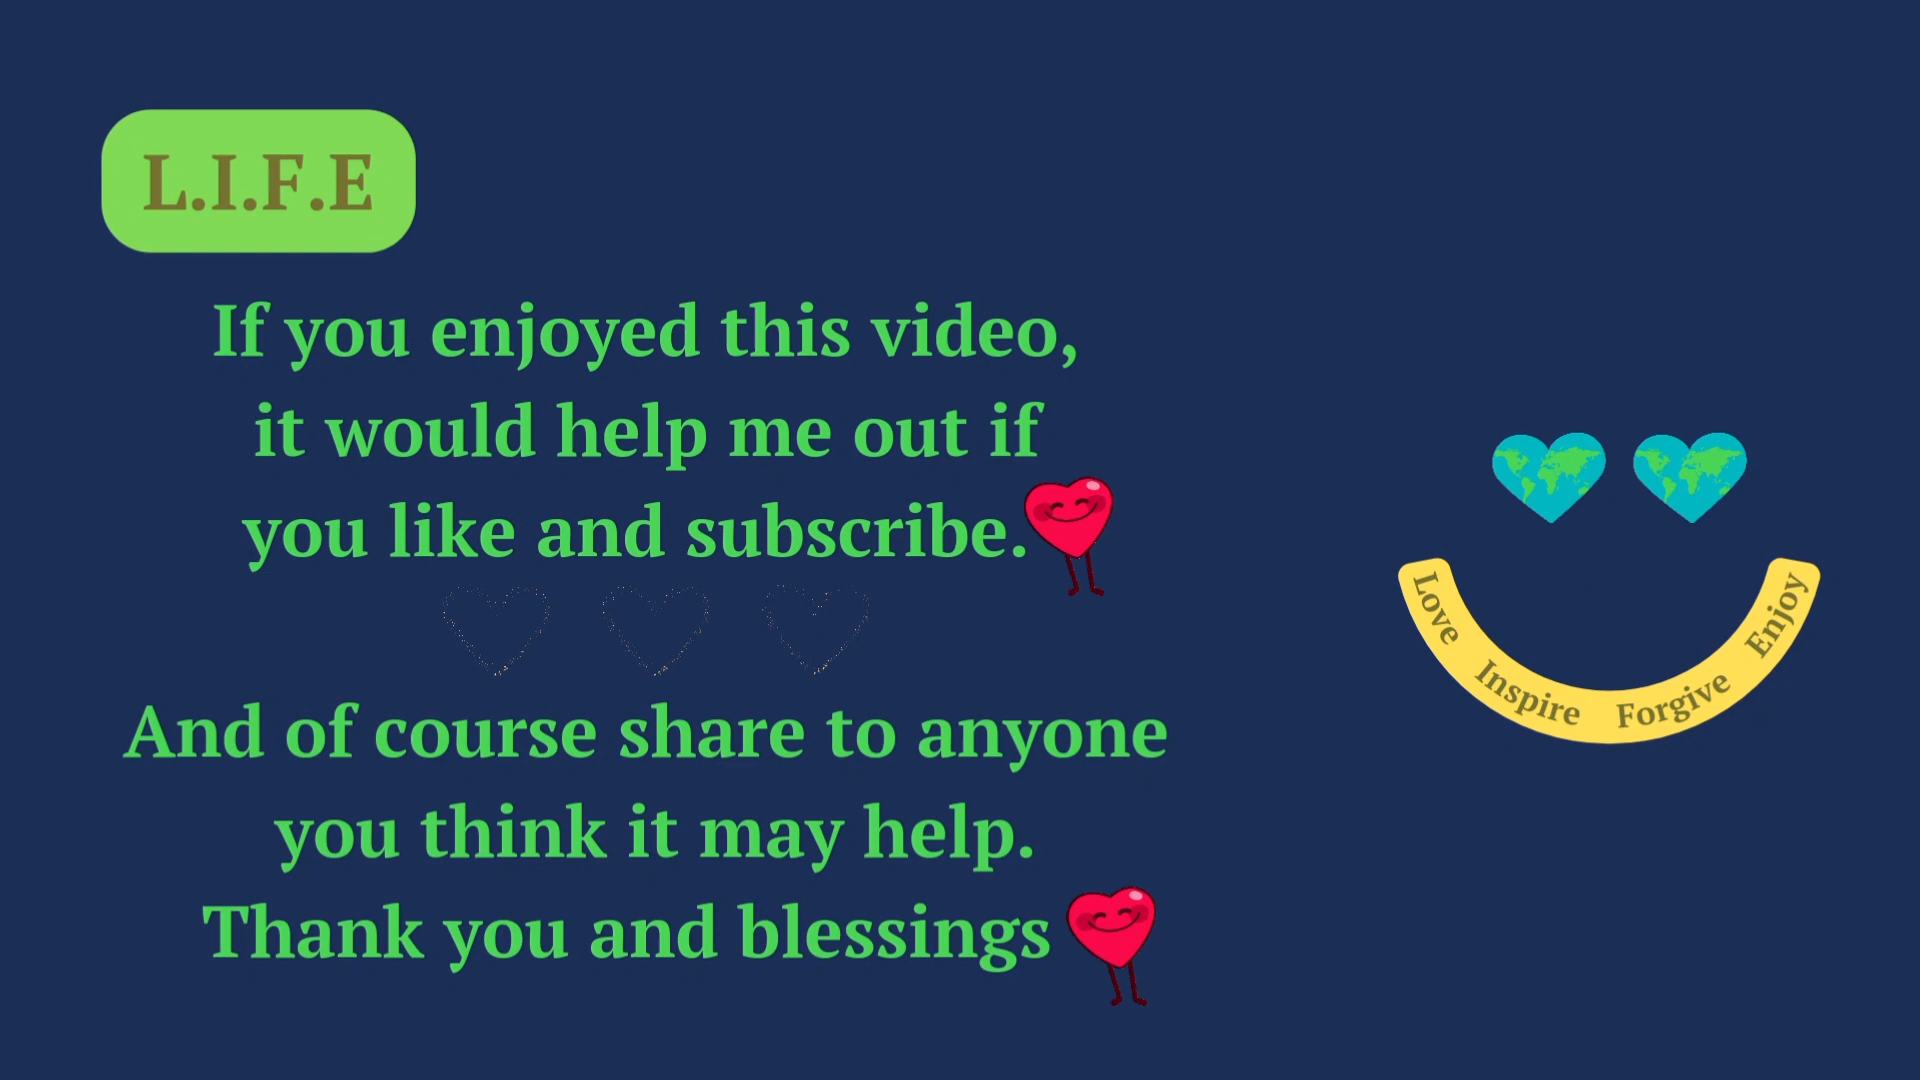 L.I.F.E
If you enjoyed this video,
it would help me out if
you like and subscribe.
And of course share to anyone
you think it may help.
Thank you and blessings
Love Inspire Forgive Enjoy